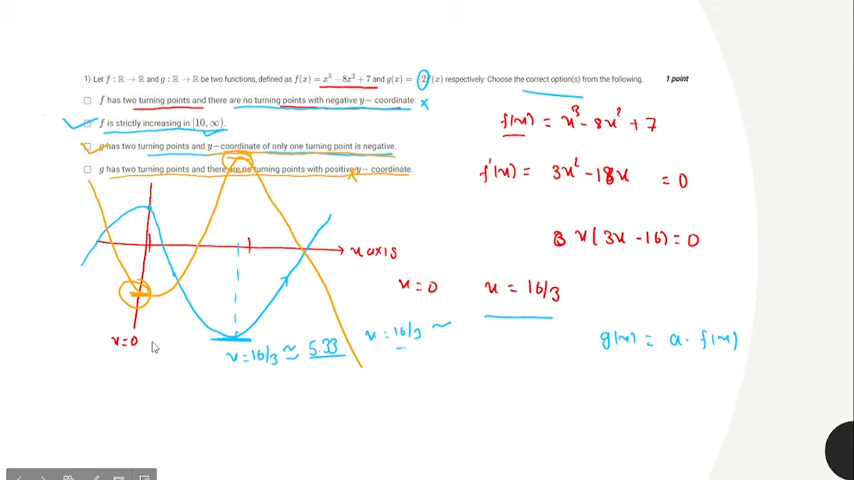 1) Let f : ℝ → ℝ and g : ℝ → ℝ be two functions, defined as f(x) = x³ − 8x² + 7 and g(x) = 2f(x) respectively. Choose the correct option(s) from the following. 1 point
f has two turning points and there are no turning points with negative y− coordinate. x
f is strictly increasing in [10, ∞).
g has two turning points and y−coordinate of only one turning point is negative.
g has two turning points and there are no turning points with positive y− coordinate.
f(x) = x³ - 8x² + 7
f'(x) = 3x² - 18x = 0
x(3x - 16) = 0
x axis
x = 0 x = 16/3
x=0
x=16/3 ≈ 5.33
x = 16/3 ~
g(x) = a. f(x)